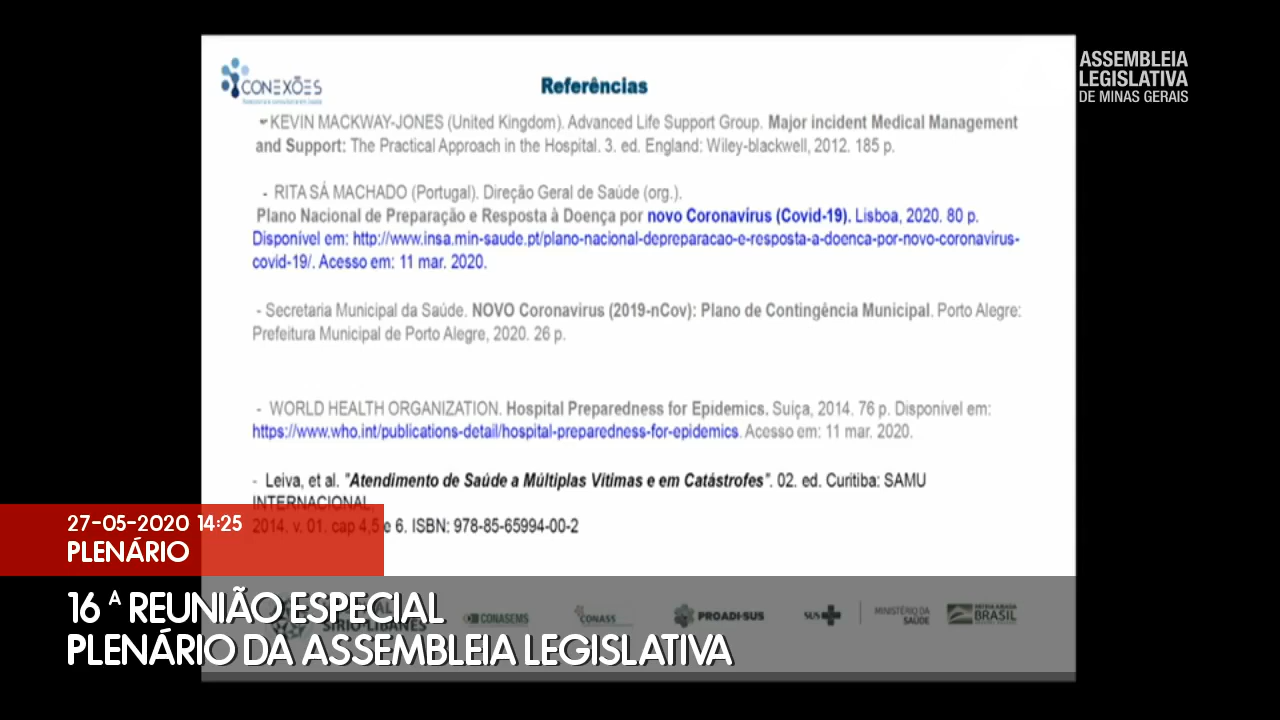 CONEXÕES
Referências
ASSEMBLEIA
LEGISLATIVA
DE MINAS GERAIS
KEVIN MACKWAY-JONES (United Kingdom). Advanced Life Support Group. Major incident Medical Management
and Support: The Practical Approach in the Hospital. 3. ed. England: Wiley-blackwell, 2012. 185 p.
- RITA SÁ MACHADO (Portugal). Direção Geral de Saúde (org.).
Plano Nacional de Preparação e Resposta à Doença por novo Coronavírus (Covid-19). Lisboa, 2020. 80 p.
Disponível em: http://www.insa.min-saude.pt/plano-nacional-depreparacao-e-resposta-a-doenca-por-novo-coronavirus-
covid-19/. Acesso em: 11 mar. 2020.
- Secretaria Municipal da Saúde. NOVO Coronavirus (2019-nCov): Plano de Contingência Municipal. Porto Alegre:
Prefeitura Municipal de Porto Alegre, 2020. 26 p.
- WORLD HEALTH ORGANIZATION. Hospital Preparedness for Epidemics. Suiça, 2014. 76 p. Disponível em:
https://www.who.int/publications-detail/hospital-preparedness-for-epidemics. Acesso em: 11 mar. 2020.
- Leiva, et al. "Atendimento de Saúde a Múltiplas Vítimas e em Catástrofes". 02. ed. Curitiba: SAMU
INTERNACIONAL,
2014. v. 01. cap 4,5 e 6. ISBN: 978-85-65994-00-2
27-05-2020 14:25
PLENÁRIO
16 ª REUNIÃO ESPECIAL
PLENÁRIO DA ASSEMBLEIA LEGISLATIVA
SÍRIO-LIBANÊS
CONASEMS
CONASS
PROADI-SUS
SUS
MINISTÉRIO DA
SAÚDE
PÁTRIA AMADA
BRASIL